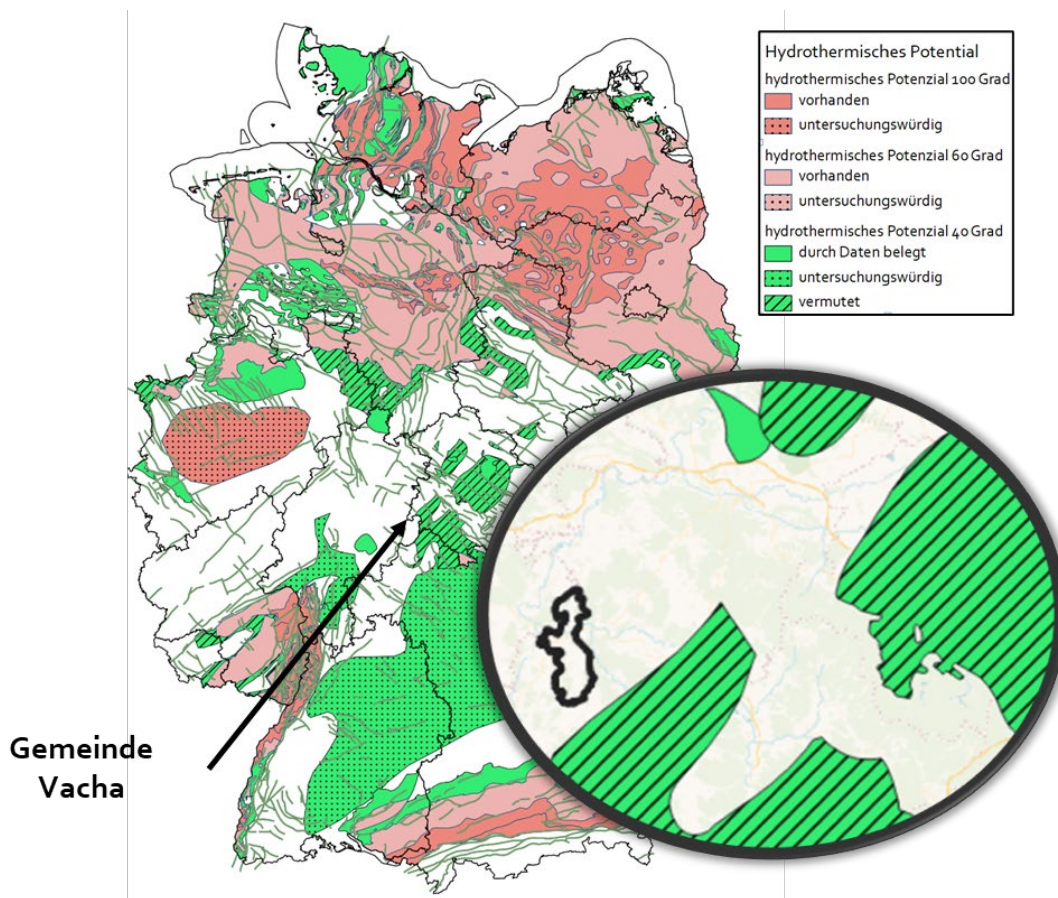 Hydrothermisches Potential
hydrothermisches Potenzial 100 Grad
vorhanden
untersuchungswürdig
hydrothermisches Potenzial 60 Grad
vorhanden
untersuchungswürdig
hydrothermisches Potenzial 40 Grad
durch Daten belegt
untersuchungswürdig
vermutet
Gemeinde
Vacha